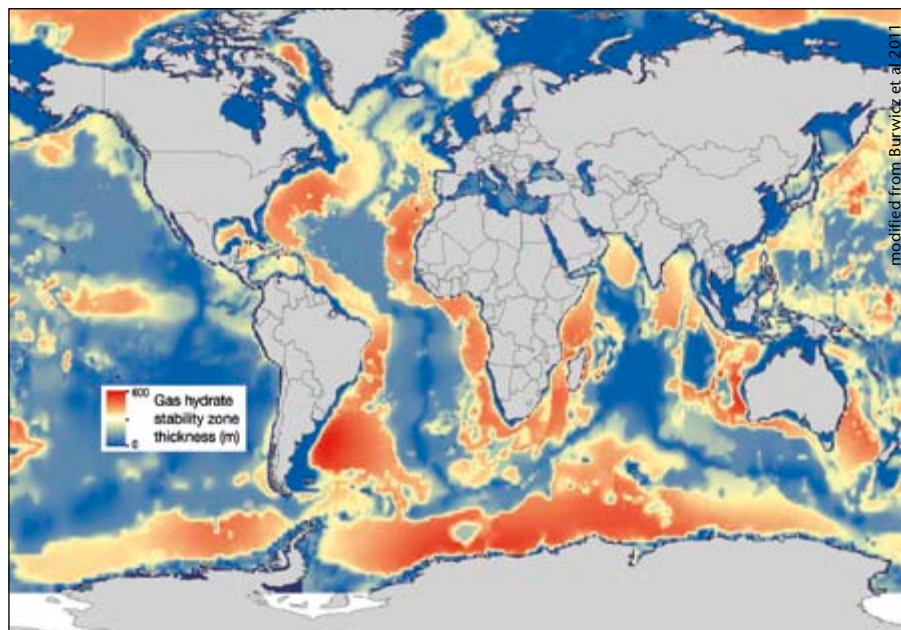 600
Gas hydrate
stability zone
thickness (m)
0
modified from Burwicz et al 2011